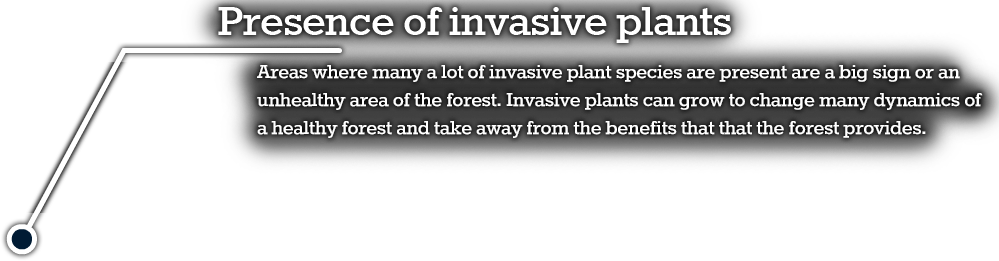 Presence of invasive plants
Areas where many a lot of invasive plant species are present are a big sign or an
unhealthy area of the forest. Invasive plants can grow to change many dynamics of
a healthy forest and take away from the benefits that that the forest provides.